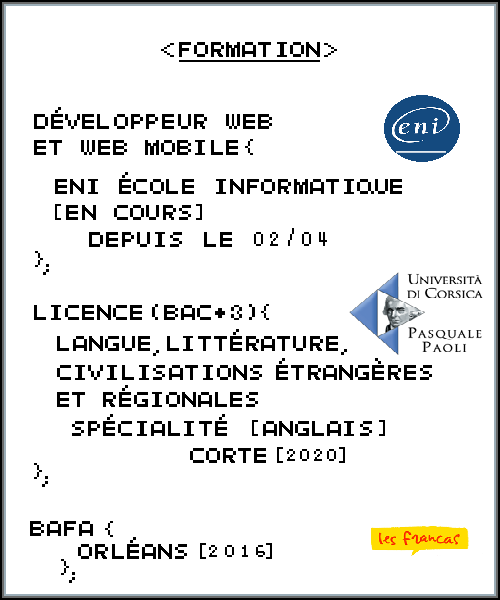 <FORMATION>
DÉVELOPPEUR WEB
ET WEB MOBILE{
eni
ENI ÉCOLE INFORMATIQUE
[EN COURS]
DEPUIS LE 02/04
};
LICENCE(BAC+3){
UNIVERSITÀ
DI CORSICA
PASQUALE
PAOLI
LANGUE,LITTÉRATURE,
CIVILISATIONS ÉTRANGÈRES
ET RÉGIONALES
SPÉCIALITÉ [ANGLAIS]
CORTE[2020]
};
BAFA {
ORLÉANS[2016]
};
les francas